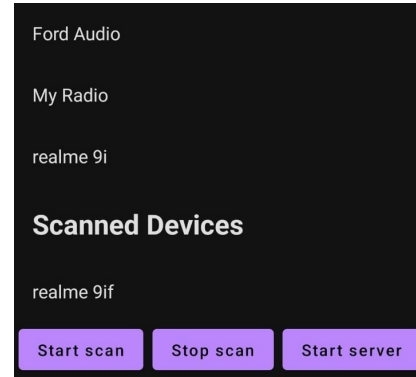 Ford Audio
My Radio
realme 9i
Scanned Devices
realme 9if
Start scan Stop scan Start server